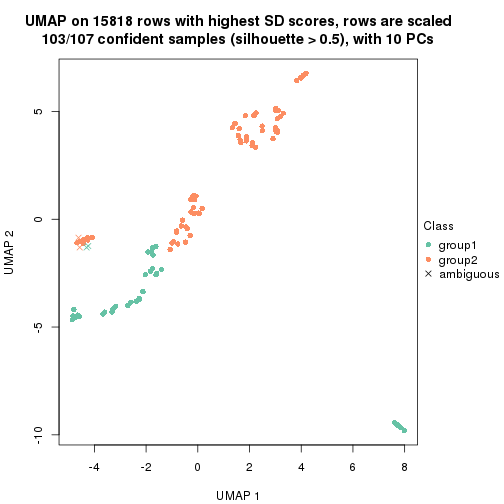 UMAP on 15818 rows with highest SD scores, rows are scaled
103/107 confident samples (silhouette > 0.5), with 10 PCs
5
0
-5
-10
UMAP 2
-4
-2
0
2
4
6
8
UMAP 1
Class
group1
group2
ambiguous